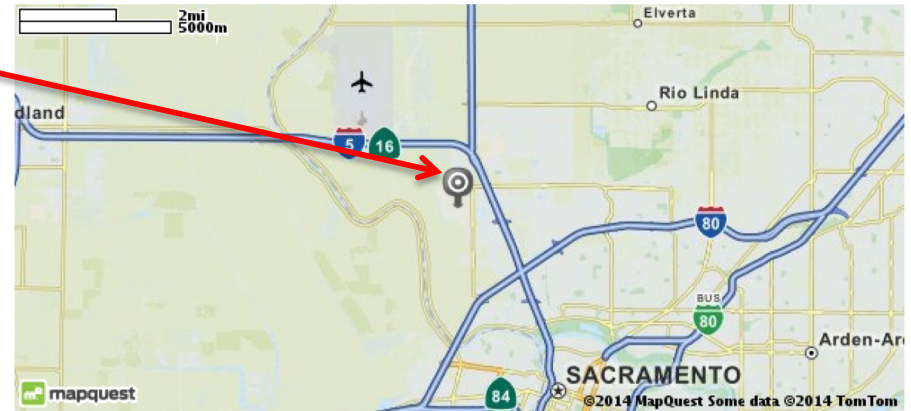 2mi
5000m
Elverta
Rio Linda
dland
5
16
80
BUS
80
Arden-Ar
SACRAMENTO
84
mapquest
©2014 MapQuest Some data ©2014 TomTom